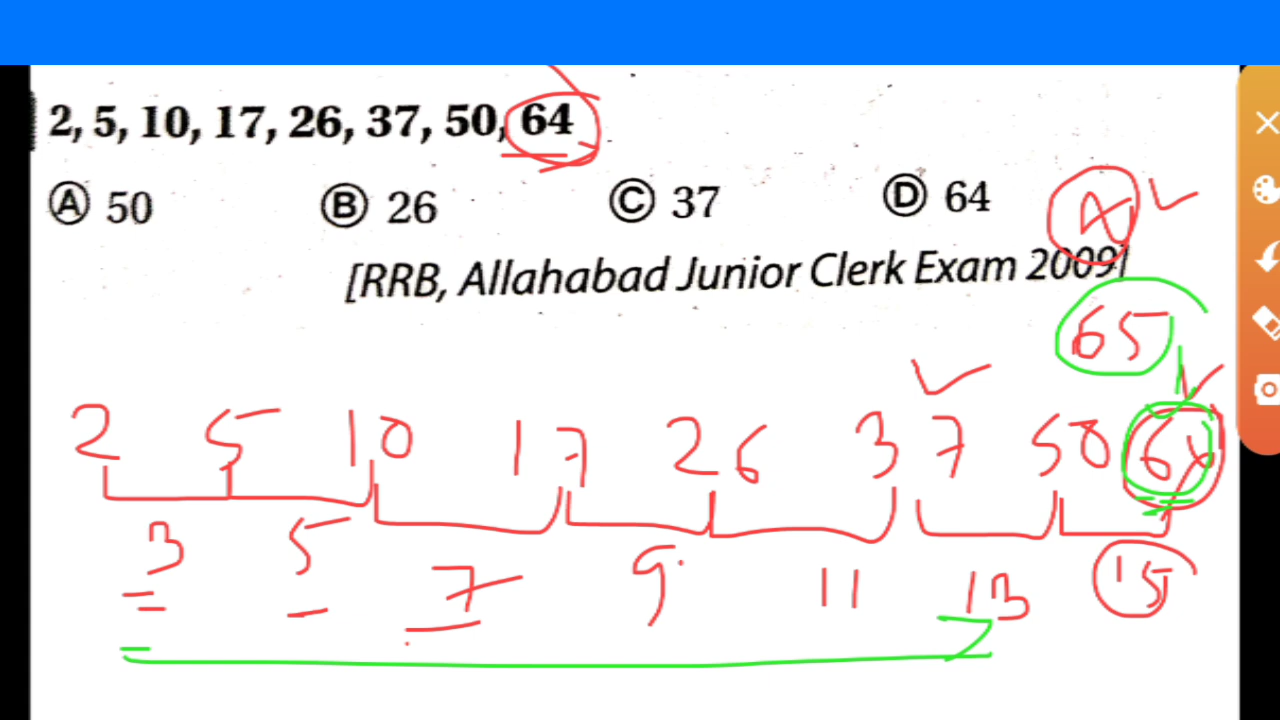 2, 5, 10, 17, 26, 37, 50, 64
Ⓐ 50 Ⓑ 26 Ⓒ 37 Ⓓ 64
[RRB, Allahabad Junior Clerk Exam 2009]
65
2 5 10 17 26 37 50
3 5 7 9 11 13 15